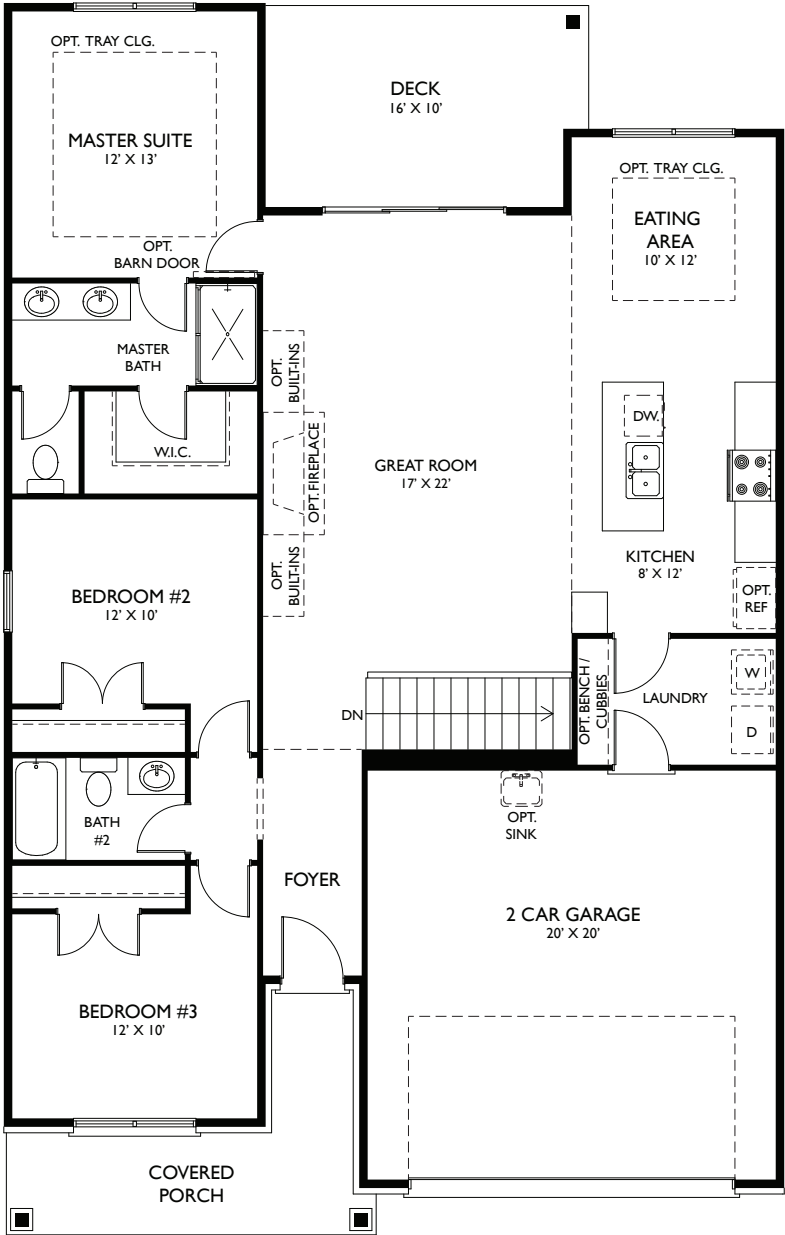 OPT. TRAY CLG.
MASTER SUITE
12' X 13'
DECK
16' X 10'
OPT. TRAY CLG.
EATING
AREA
10' X 12'
OPT.
BARN DOOR
MASTER
BATH
OPT.
BUILT-INS
W.I.C.
OPT. FIREPLACE
GREAT ROOM
17' X 22'
DW.
KITCHEN
8' X 12'
OPT.
REF
OPT.
BUILT-INS
BEDROOM #2
12' X 10'
OPT. BENCH /
CUBBIES
LAUNDRY
W
D
DN
BATH
#2
OPT.
SINK
FOYER
2 CAR GARAGE
20' X 20'
BEDROOM #3
12' X 10'
COVERED
PORCH